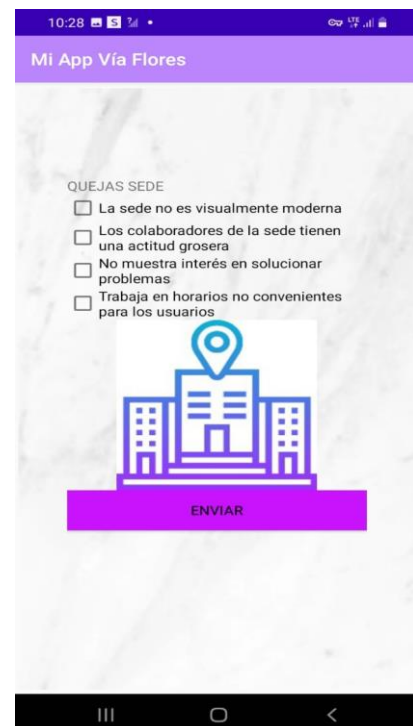 10:28 S
LTE
Mi App Vía Flores
QUEJAS SEDE
La sede no es visualmente moderna
Los colaboradores de la sede tienen
una actitud grosera
No muestra interés en solucionar
problemas
Trabaja en horarios no convenientes
para los usuarios
ENVIAR